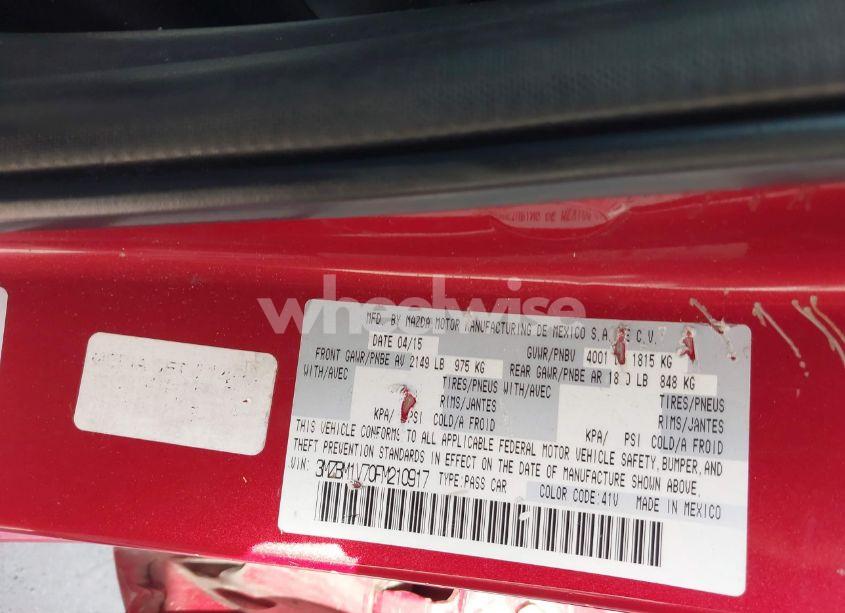 wheelwise
MFD. BY MAZDA MOTOR MANUFACTURING DE MEXICO S.A. C.V.
DATE 04/15 GVWR/PNBV 4001 1815 KG
FRONT GAWR/PNBE AV 2149 LB 975 KG REAR GAWR/PNBE AR LB 848 KG
WITH/AVEC TIRES/PNEUS WITH/AVEC TIRES/PNEUS
RIMS/JANTES RIMS/JANTES
KPA/ PSI COLD/A FROID KPA/ PSI COLD/A FROID
THIS VEHICLE CONFORMS TO ALL APPLICABLE FEDERAL MOTOR VEHICLE SAFETY, BUMPER, AND
THEFT PREVENTION STANDARDS IN EFFECT ON THE DATE OF MANUFACTURE SHOWN ABOVE.
VIN: 3MZBM1V70FM210917 TYPE:PASS CAR COLOR CODE:41V MADE IN MEXICO